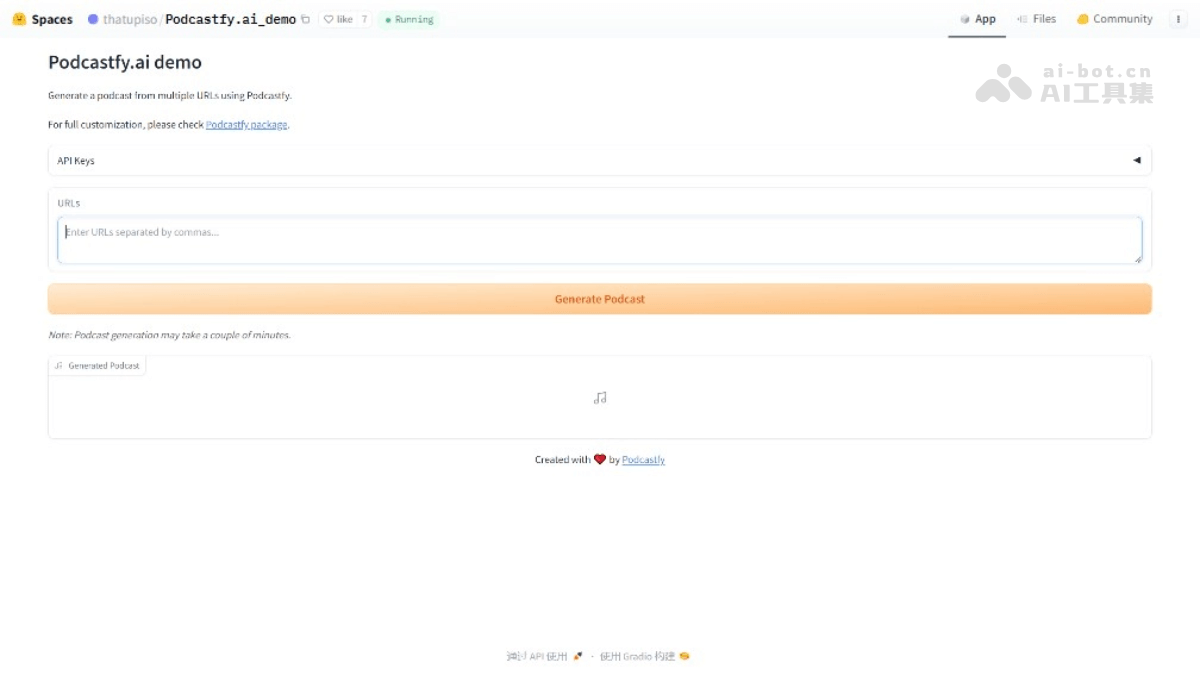 Spaces thatupiso/Podcastfy.ai_demo like 7 Running App Files Community
Podcastfy.ai demo
ai-bot.cn
AI工具集
Generate a podcast from multiple URLs using Podcastfy.
For full customization, please check Podcastfy package.
API Keys
URLs
Enter URLs separated by commas...
Generate Podcast
Note: Podcast generation may take a couple of minutes.
Generated Podcast
Created with ❤ by Podcastly
通过 API 使用 🚀 · 使用 Gradio 构建